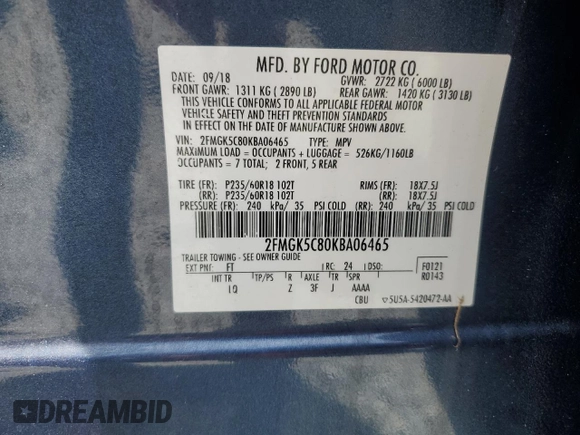 MFD. BY FORD MOTOR CO.
DATE: 09/18 GVWR: 2722 KG (6000 LB)
FRONT GAWR: 1311 KG (2890 LB) REAR GAWR: 1420 KG (3130 LB)
THIS VEHICLE CONFORMS TO ALL APPLICABLE FEDERAL MOTOR
VEHICLE SAFETY AND THEFT PREVENTION STANDARDS
IN EFFECT ON THE DATE OF MANUFACTURE SHOWN ABOVE.
VIN: 2FMGK5C80KBA06465 TYPE: MPV
MAXIMUM LOAD = OCCUPANTS + LUGGAGE = 526KG/1160LB
OCCUPANTS = 7 TOTAL; 2 FRONT, 5 REAR
TIRE (FR): P235/60R18 102T RIMS (FR): 18X7.5J
(RR): P235/60R18 102T (RR): 18X7.5J
PRESSURE (FR): 240 kPa/ 35 PSI COLD (RR): 240 kPa/ 35 PSI COLD
2FMGK5C80KBA06465
TRAILER TOWING - SEE OWNER GUIDE
EXT PNT: FT RC: 24 DSO: F0121
INT TR TP/PS R AXLE TR SPR R0143
LQ Z 3F J AAAA
CBU 5U5A-5420472-AA
DREAMBID